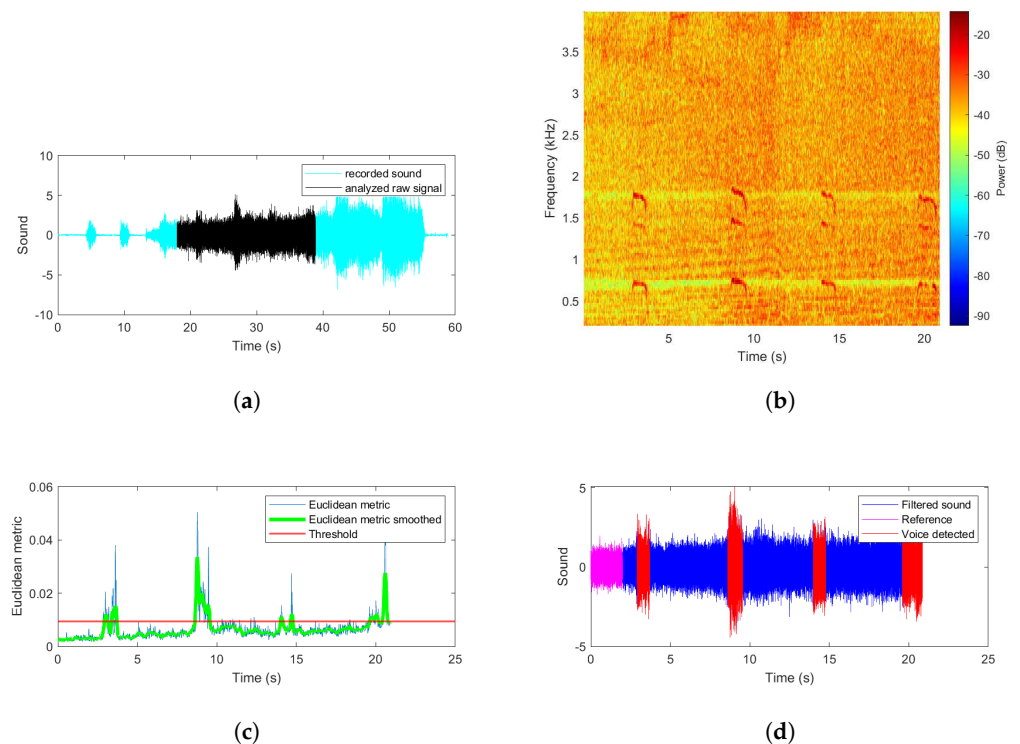 10
5
0
-5
-10
Sound
recorded sound
analyzed raw signal
0 10 20 30 40 50 60
Time (s)
(a)
3.5
3
2.5
2
1.5
1
0.5
Frequency (kHz)
5 10 15 20
Time (s)
-20
-30
-40
-50
-60
-70
-80
-90
Power (dB)
(b)
0.06
0.04
0.02
0
Euclidean metric
Euclidean metric
Euclidean metric smoothed
Threshold
0 5 10 15 20 25
Time (s)
(c)
5
0
-5
Sound
Filtered sound
Reference
Voice detected
0 5 10 15 20 25
Time (s)
(d)